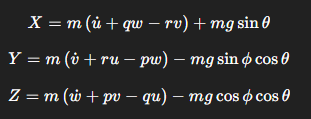 X = m (u̇ + qw − rv) + mg sin θ
Y = m (v̇ + ru − pw) − mg sin ϕ cos θ
Z = m (ẇ + pv − qu) − mg cos ϕ cos θ